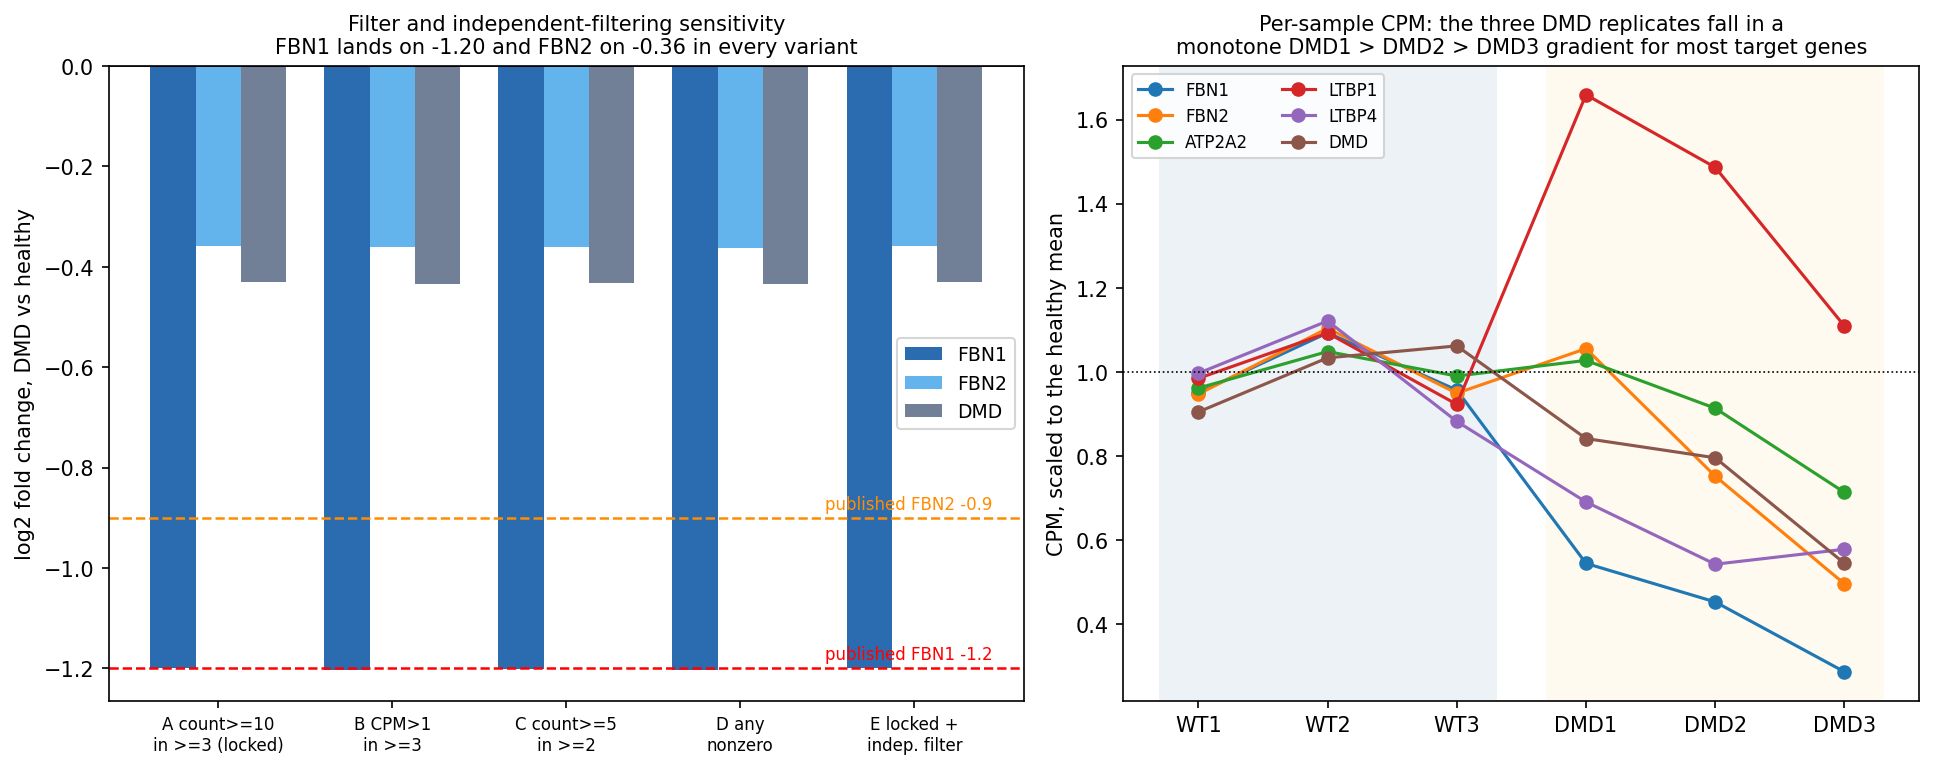 Filter and independent-filtering sensitivity
FBN1 lands on -1.20 and FBN2 on -0.36 in every variant
log2 fold change, DMD vs healthy
0.0
−0.2
−0.4
−0.6
−0.8
−1.0
−1.2
FBN1
FBN2
DMD
published FBN2 -0.9
published FBN1 -1.2
A count>=10
in >=3 (locked)
B CPM>1
in >=3
C count>=5
in >=2
D any
nonzero
E locked +
indep. filter
Per-sample CPM: the three DMD replicates fall in a
monotone DMD1 > DMD2 > DMD3 gradient for most target genes
CPM, scaled to the healthy mean
1.6
1.4
1.2
1.0
0.8
0.6
0.4
FBN1
FBN2
ATP2A2
LTBP1
LTBP4
DMD
WT1
WT2
WT3
DMD1
DMD2
DMD3